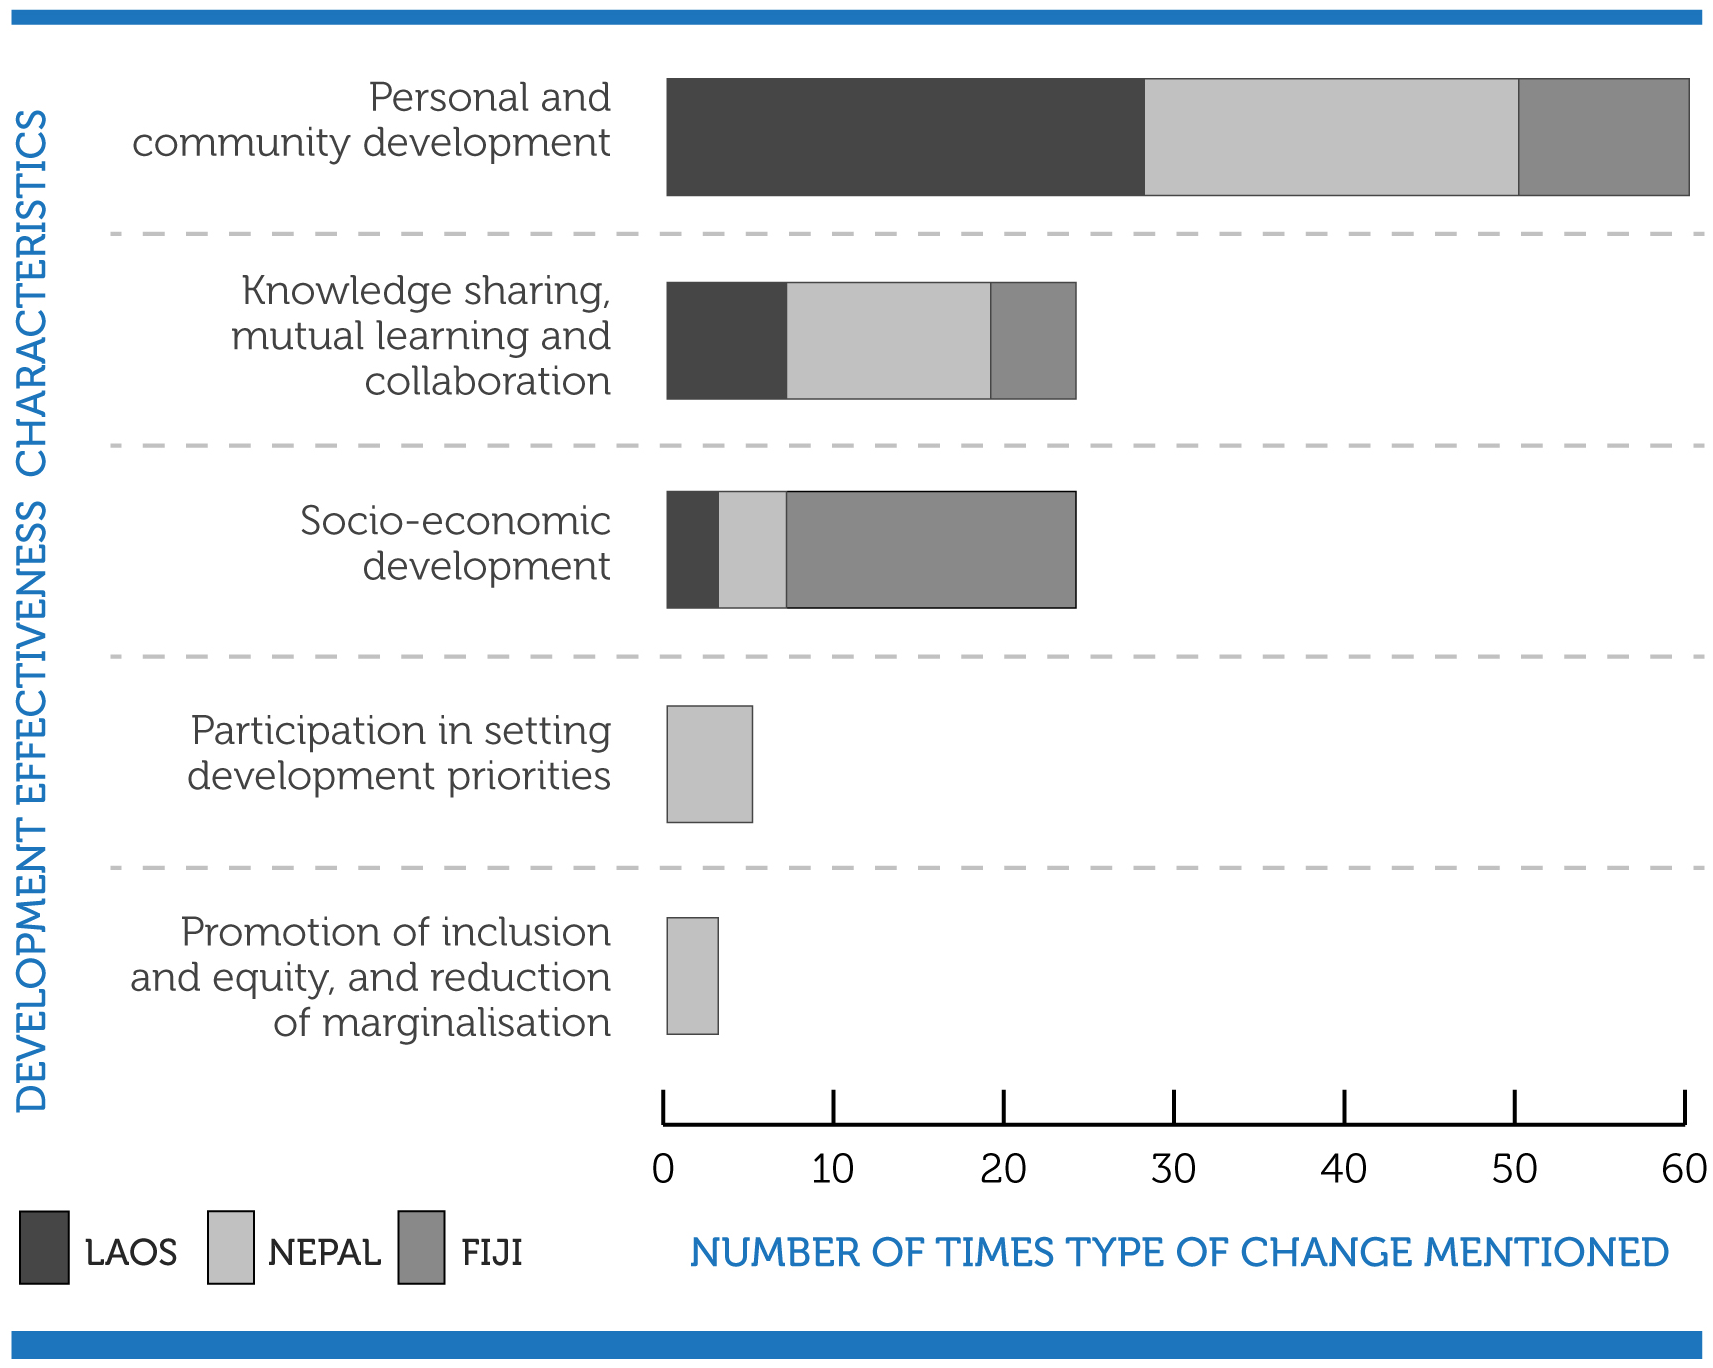 DEVELOPMENT EFFECTIVENESS CHARACTERISTICS
Personal and
community development
Knowledge sharing,
mutual learning and
collaboration
Socio-economic
development
Participation in setting
development priorities
Promotion of inclusion
and equity, and reduction
of marginalisation
0 10 20 30 40 50 60
LAOS NEPAL FIJI
NUMBER OF TIMES TYPE OF CHANGE MENTIONED